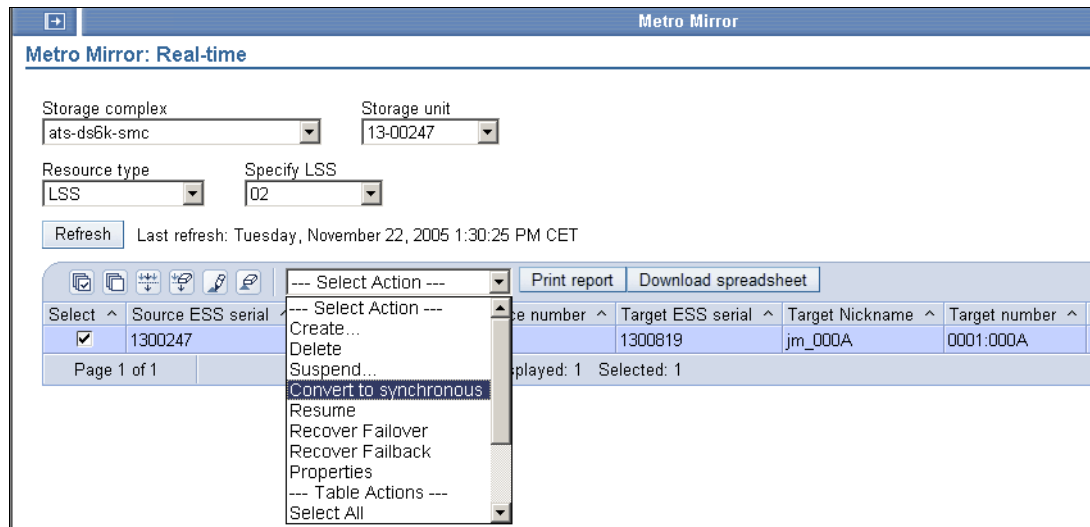 Metro Mirror
Metro Mirror: Real-time
Storage complex Storage unit
ats-ds6k-smc 13-00247
Resource type Specify LSS
LSS 02
Refresh Last refresh: Tuesday, November 22, 2005 1:30:25 PM CET
--- Select Action --- Print report Download spreadsheet
Select Source ESS serial ce number Target ESS serial Target Nickname Target number
1300247 1300819 jm_000A 0001:000A
Page 1 of 1 played: 1 Selected: 1
--- Select Action ---
Create...
Delete
Suspend...
Convert to synchronous
Resume
Recover Failover
Recover Failback
Properties
--- Table Actions ---
Select All